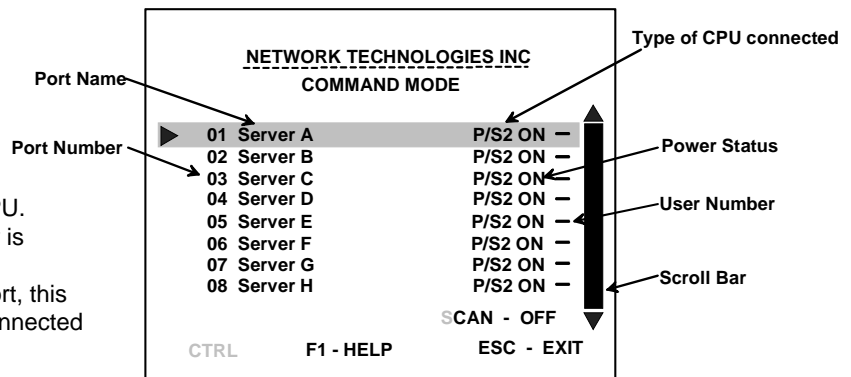 Type of CPU connected
NETWORK TECHNOLOGIES INC
COMMAND MODE
Port Name
01 Server A P/S2 ON –
Port Number
02 Server B P/S2 ON –
Power Status
03 Server C P/S2 ON –
04 Server D P/S2 ON –
User Number
05 Server E P/S2 ON –
06 Server F P/S2 ON –
07 Server G P/S2 ON –
08 Server H P/S2 ON –
Scroll Bar
PU.
is
rt, this
nnected
SCAN - OFF
CTRL F1 - HELP ESC - EXIT